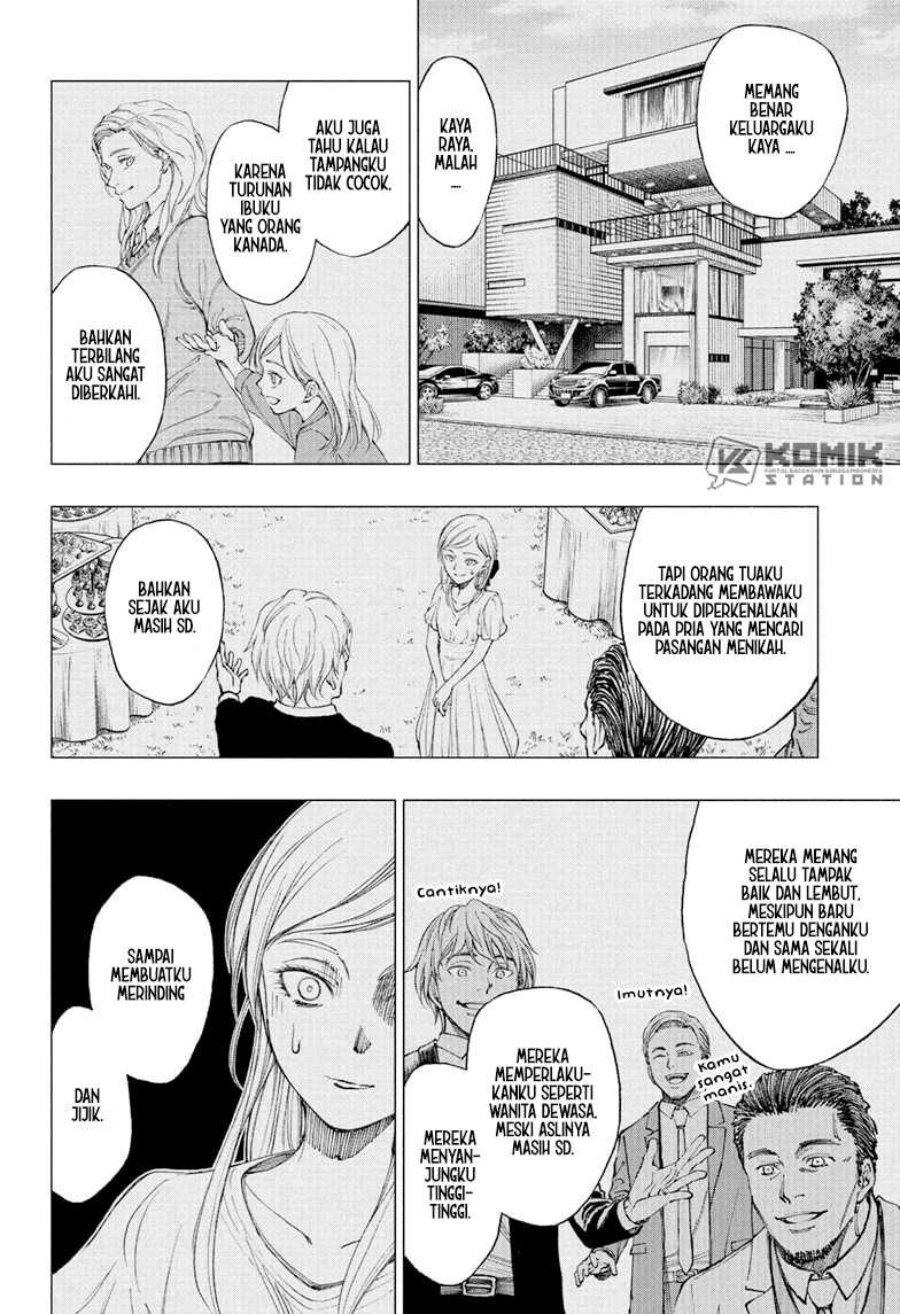 MEMANG
BENAR
KELUARGAKU
KAYA ....
KAYA
RAYA,
MALAH
....
AKU JUGA
TAHU KALAU
TAMPANGKU
TIDAK COCOK,
KARENA
TURUNAN
IBUKU
YANG ORANG
KANADA.
BAHKAN
TERBILANG
AKU SANGAT
DIBERKAHI.
KOMIK
STATION
TAPI ORANG TUAKU
TERKADANG MEMBAWAKU
UNTUK DIPERKENALKAN
PADA PRIA YANG MENCARI
PASANGAN MENIKAH.
BAHKAN
SEJAK AKU
MASIH SD.
MEREKA MEMANG
SELALU TAMPAK
BAIK DAN LEMBUT,
MESKIPUN BARU
BERTEMU DENGANKU
DAN SAMA SEKALI
BELUM MENGENALKU.
Cantiknya!
Imutnya!
Kamu
sangat
manis.
MEREKA
MEMPERLAKU-
KANKU SEPERTI
WANITA DEWASA,
MESKI ASLINYA
MASIH SD.
MEREKA
MENYAN-
JUNGKU
TINGGI-
TINGGI.
SAMPAI
MEMBUATKU
MERINDING
DAN
JIJIK.